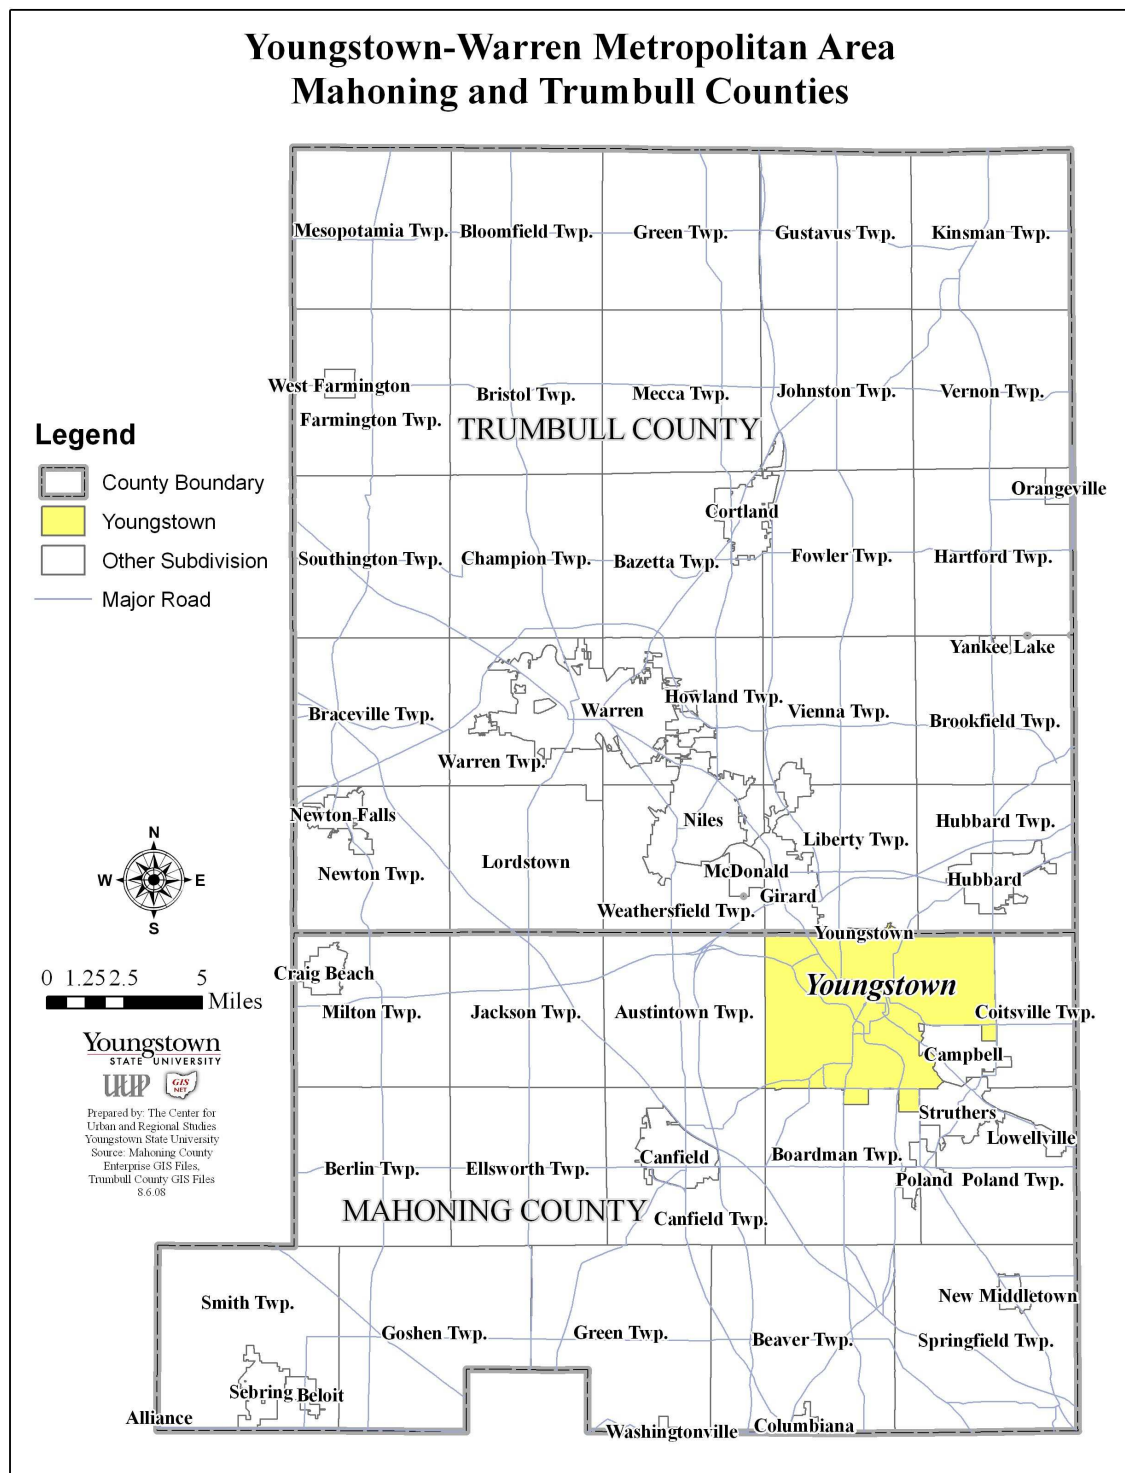 Youngstown-Warren Metropolitan Area
Mahoning and Trumbull Counties
Mesopotamia Twp.
Bloomfield Twp.
Green Twp.
Gustavus Twp.
Kinsman Twp.
West Farmington
Farmington Twp.
Bristol Twp.
Mecca Twp.
Johnston Twp.
Vernon Twp.
TRUMBULL COUNTY
Legend
County Boundary
Youngstown
Other Subdivision
Major Road
Orangeville
Cortland
Southington Twp.
Champion Twp.
Bazetta Twp.
Fowler Twp.
Hartford Twp.
Yankee Lake
Braceville Twp.
Warren
Howland Twp.
Vienna Twp.
Brookfield Twp.
Warren Twp.
Newton Falls
Niles
Liberty Twp.
Hubbard Twp.
Newton Twp.
Lordstown
McDonald
Hubbard
Girard
Weathersfield Twp.
Youngstown
N
W
E
S
0 1.25 2.5 5
Miles
Craig Beach
Milton Twp.
Jackson Twp.
Austintown Twp.
Youngstown
Coitsville Twp.
Campbell
Struthers
Lowellville
Youngstown
STATE UNIVERSITY
UUP
GIS
NET
Prepared by: The Center for
Urban and Regional Studies
Youngstown State University
Source: Mahoning County
Enterprise GIS Files,
Trumbull County GIS Files
8.6.08
Berlin Twp.
Ellsworth Twp.
Canfield
Boardman Twp.
Poland
Poland Twp.
MAHONING COUNTY
Canfield Twp.
Smith Twp.
Goshen Twp.
Green Twp.
Beaver Twp.
New Middletown
Springfield Twp.
Sebring
Beloit
Alliance
Washingtonville
Columbiana